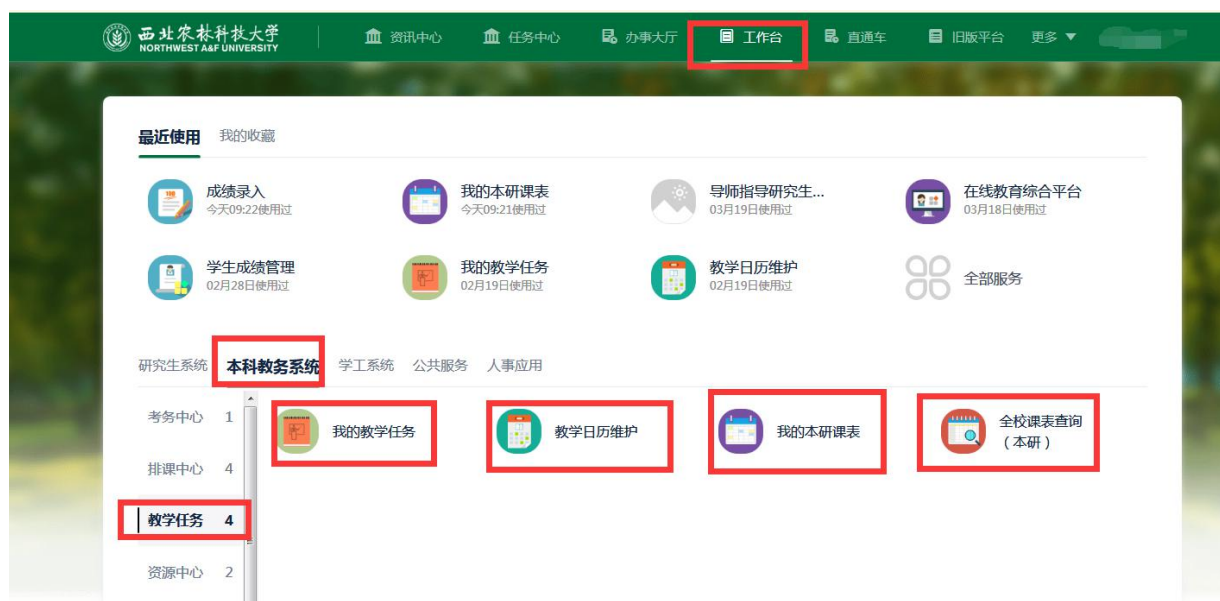 西北农林科技大学
NORTHWEST A&F UNIVERSITY
资讯中心 任务中心 办事大厅 工作台 直通车 旧版平台 更多
最近使用 我的收藏
成绩录入
今天09:22使用过
我的本研课表
今天09:21使用过
导师指导研究生...
03月19日使用过
在线教育综合平台
03月18日使用过
学生成绩管理
02月28日使用过
我的教学任务
02月19日使用过
教学日历维护
02月19日使用过
全部服务
研究生系统 本科教务系统 学工系统 公共服务 人事应用
考务中心 1
排课中心 4
教学任务 4
资源中心 2
我的教学任务
教学日历维护
我的本研课表
全校课表查询
(本研)